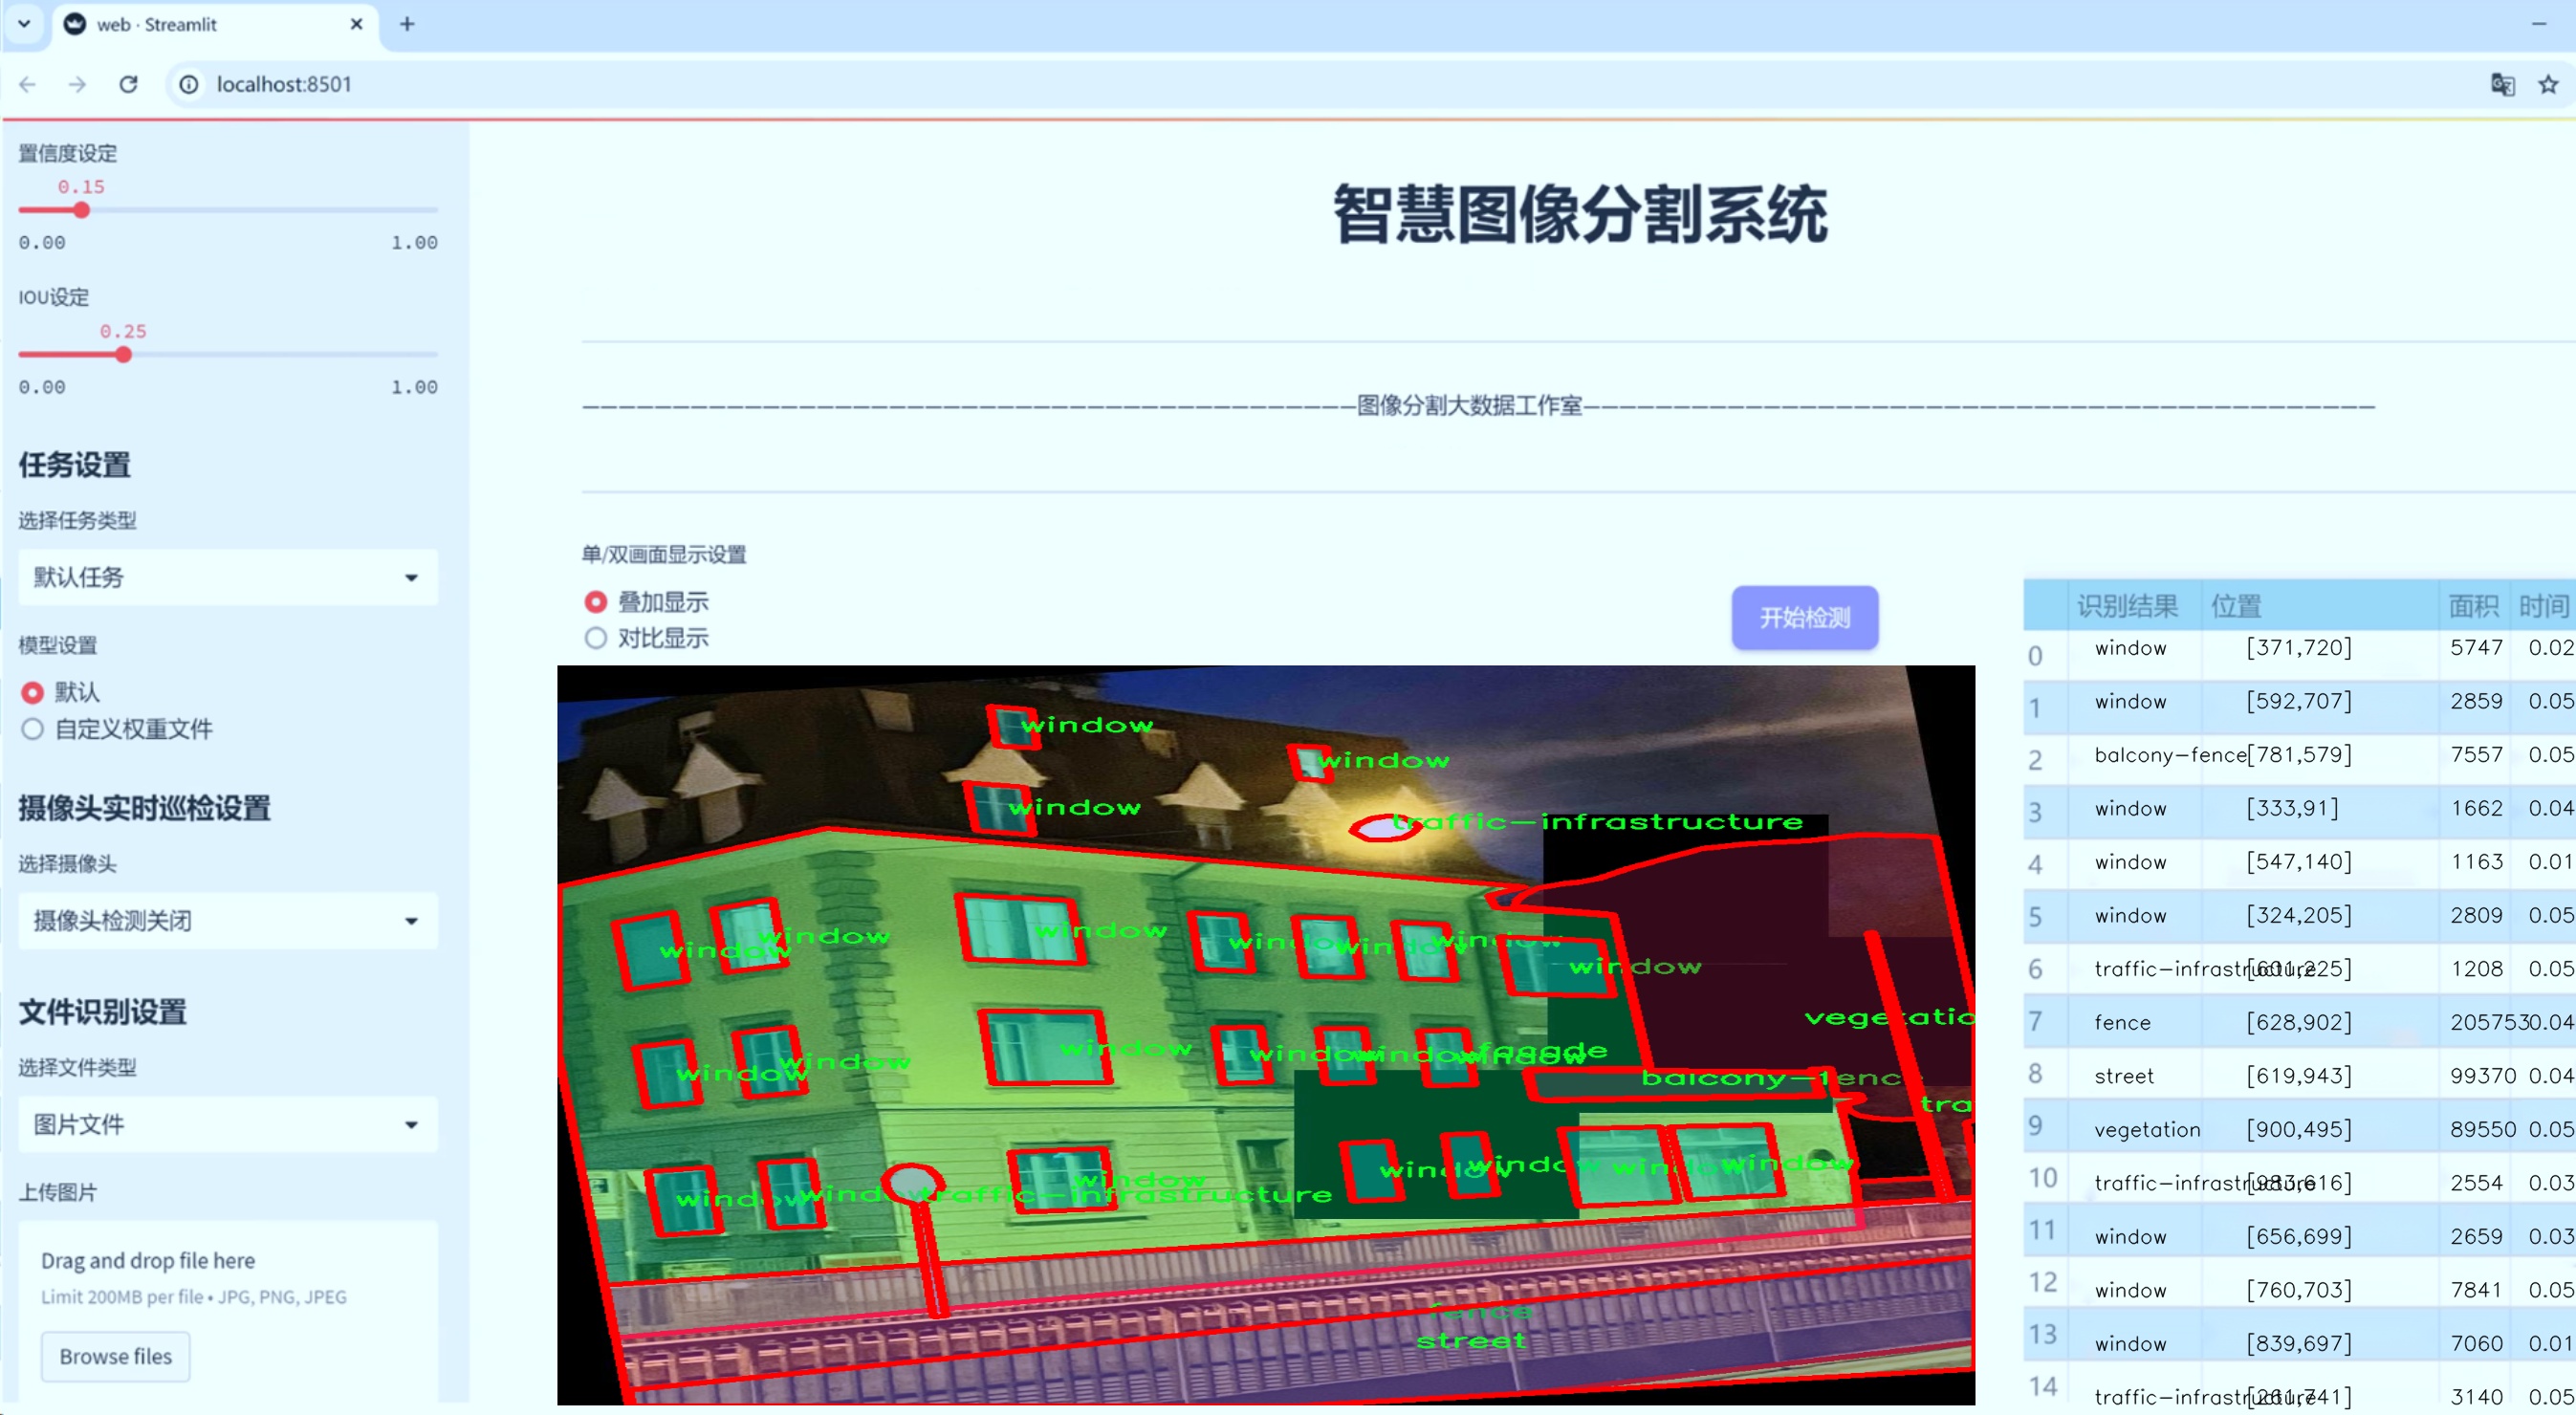 web · Streamlit
localhost:8501
置信度设定
0.15
0.00 1.00
IOU设定
0.25
0.00 1.00
任务设置
选择任务类型
默认任务
模型设置
默认
自定义权重文件
摄像头实时巡检设置
选择摄像头
摄像头检测关闭
文件识别设置
选择文件类型
图片文件
上传图片
Drag and drop file here
Limit 200MB per file • JPG, PNG, JPEG
Browse files
智慧图像分割系统
图像分割大数据工作室
单/双画面显示设置
叠加显示
对比显示
开始检测
window
window
window
traffic-infrastructure
window
window
window
window
window
window
window
vegetatio
window
window
window
window
window
window
facade
balcony-fenc
tra
window
window
window
window
window
window
window
traffic-infrastructure
fence
street
识别结果 位置 面积 时间
0 window [371,720] 5747 0.02
1 window [592,707] 2859 0.05
2 balcony-fence [781,579] 7557 0.05
3 window [333,91] 1662 0.04
4 window [547,140] 1163 0.01
5 window [324,205] 2809 0.05
6 traffic-infrastructure [601,225] 1208 0.05
7 fence [628,902] 205753 0.04
8 street [619,943] 99370 0.04
9 vegetation [900,495] 89550 0.05
10 traffic-infrastructure [983,616] 2554 0.03
11 window [656,699] 2659 0.03
12 window [760,703] 7841 0.05
13 window [839,697] 7060 0.01
14 traffic-infrastructure [261,741] 3140 0.05